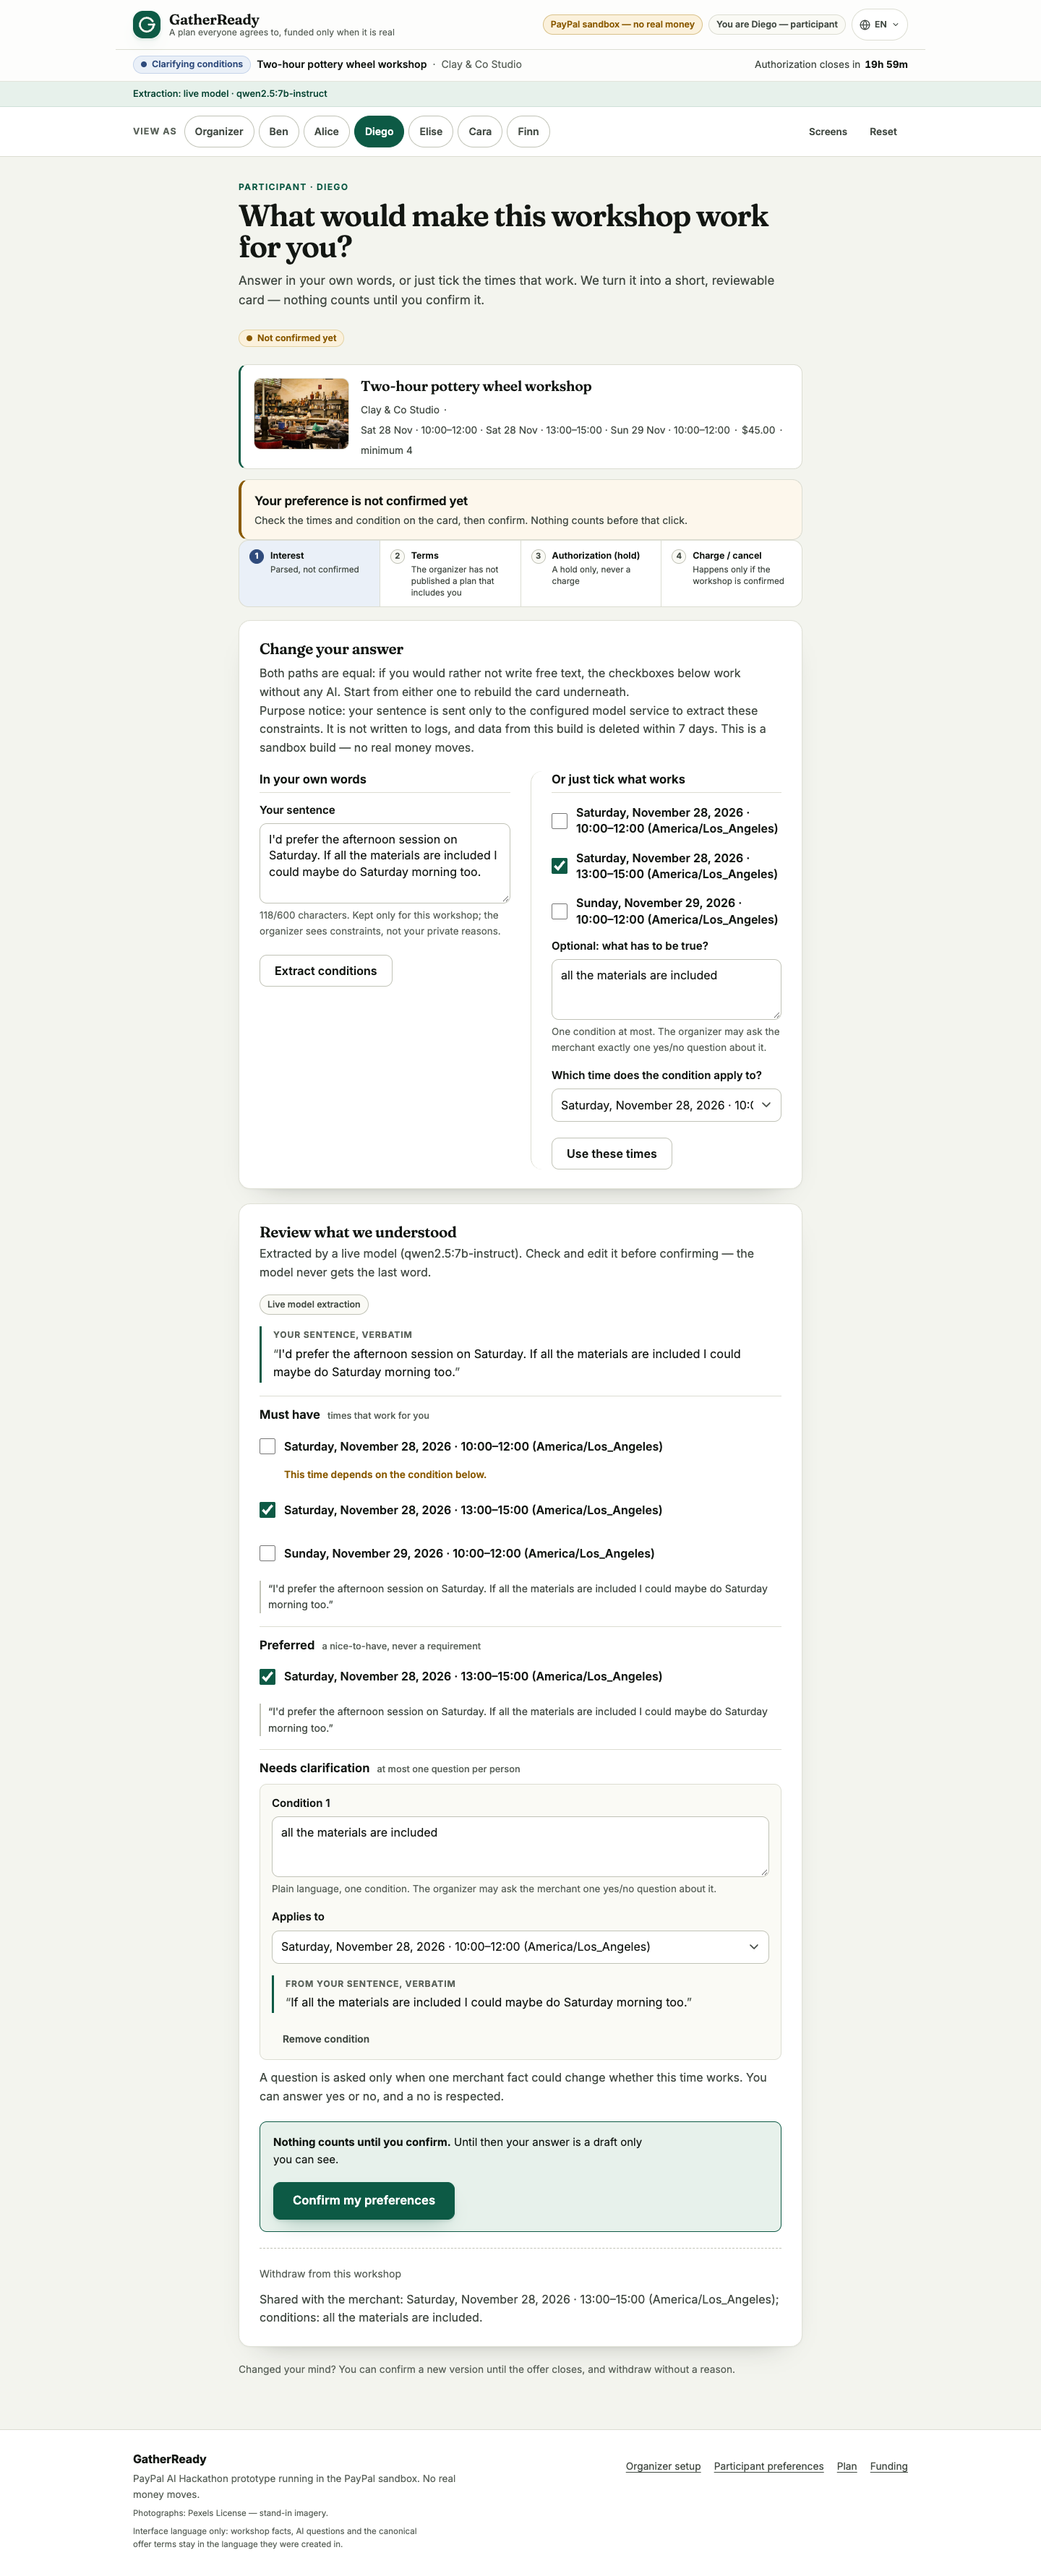 GatherReady
A plan everyone agrees to, funded only when it is real
PayPal sandbox — no real money
You are Diego — participant
EN
Clarifying conditions
Two-hour pottery wheel workshop · Clay & Co Studio
Authorization closes in 19h 59m
Extraction: live model · qwen2.5:7b-instruct
VIEW AS
Organizer
Ben
Alice
Diego
Elise
Cara
Finn
Screens
Reset
PARTICIPANT · DIEGO
What would make this workshop work
for you?
Answer in your own words, or just tick the times that work. We turn it into a short, reviewable
card — nothing counts until you confirm it.
Not confirmed yet
Two-hour pottery wheel workshop
Clay & Co Studio ·
Sat 28 Nov · 10:00–12:00 · Sat 28 Nov · 13:00–15:00 · Sun 29 Nov · 10:00–12:00 · $45.00 ·
minimum 4
Your preference is not confirmed yet
Check the times and condition on the card, then confirm. Nothing counts before that click.
1 Interest
Parsed, not confirmed
2 Terms
The organizer has not
published a plan that
includes you
3 Authorization (hold)
A hold only, never a
charge
4 Charge / cancel
Happens only if the
workshop is confirmed
Change your answer
Both paths are equal: if you would rather not write free text, the checkboxes below work
without any AI. Start from either one to rebuild the card underneath.
Purpose notice: your sentence is sent only to the configured model service to extract these
constraints. It is not written to logs, and data from this build is deleted within 7 days. This is a
sandbox build — no real money moves.
In your own words
Your sentence
I'd prefer the afternoon session on
Saturday. If all the materials are included I
could maybe do Saturday morning too.
118/600 characters. Kept only for this workshop; the
organizer sees constraints, not your private reasons.
Extract conditions
Or just tick what works
Saturday, November 28, 2026 ·
10:00–12:00 (America/Los_Angeles)
Saturday, November 28, 2026 ·
13:00–15:00 (America/Los_Angeles)
Sunday, November 29, 2026 ·
10:00–12:00 (America/Los_Angeles)
Optional: what has to be true?
all the materials are included
One condition at most. The organizer may ask the
merchant exactly one yes/no question about it.
Which time does the condition apply to?
Saturday, November 28, 2026 · 10:0
Use these times
Review what we understood
Extracted by a live model (qwen2.5:7b-instruct). Check and edit it before confirming — the
model never gets the last word.
Live model extraction
YOUR SENTENCE, VERBATIM
“I'd prefer the afternoon session on Saturday. If all the materials are included I could
maybe do Saturday morning too.”
Must have times that work for you
Saturday, November 28, 2026 · 10:00–12:00 (America/Los_Angeles)
This time depends on the condition below.
Saturday, November 28, 2026 · 13:00–15:00 (America/Los_Angeles)
Sunday, November 29, 2026 · 10:00–12:00 (America/Los_Angeles)
“I'd prefer the afternoon session on Saturday. If all the materials are included I could maybe do Saturday
morning too.”
Preferred a nice-to-have, never a requirement
Saturday, November 28, 2026 · 13:00–15:00 (America/Los_Angeles)
“I'd prefer the afternoon session on Saturday. If all the materials are included I could maybe do Saturday
morning too.”
Needs clarification at most one question per person
Condition 1
all the materials are included
Plain language, one condition. The organizer may ask the merchant one yes/no question about it.
Applies to
Saturday, November 28, 2026 · 10:00–12:00 (America/Los_Angeles)
FROM YOUR SENTENCE, VERBATIM
“If all the materials are included I could maybe do Saturday morning too.”
Remove condition
A question is asked only when one merchant fact could change whether this time works. You
can answer yes or no, and a no is respected.
Nothing counts until you confirm. Until then your answer is a draft only
you can see.
Confirm my preferences
Withdraw from this workshop
Shared with the merchant: Saturday, November 28, 2026 · 13:00–15:00 (America/Los_Angeles);
conditions: all the materials are included.
Changed your mind? You can confirm a new version until the offer closes, and withdraw without a reason.
GatherReady
PayPal AI Hackathon prototype running in the PayPal sandbox. No real
money moves.
Photographs: Pexels License — stand-in imagery.
Interface language only: workshop facts, AI questions and the canonical
offer terms stay in the language they were created in.
Organizer setup
Participant preferences
Plan
Funding